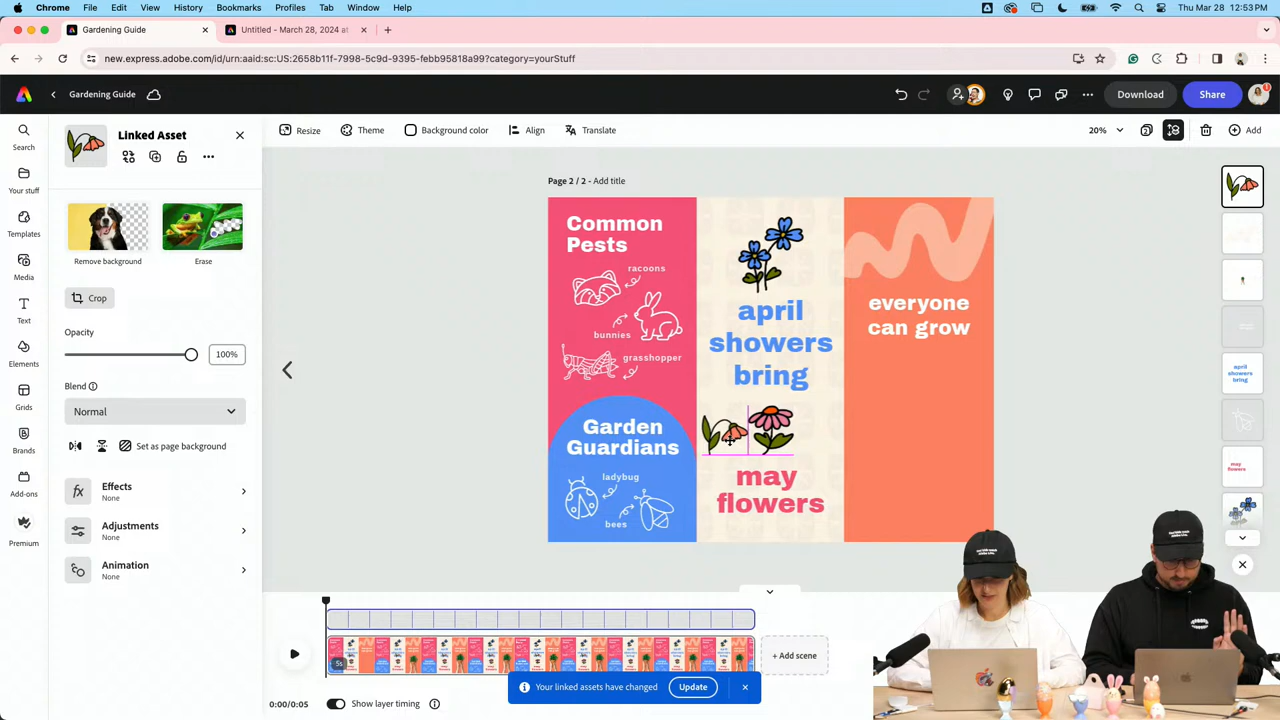 Chrome File Edit View History Bookmarks Profiles Tab Window Help
Thu Mar 28 12:53 PM
Gardening Guide
Untitled - March 28, 2024 at
new.express.adobe.com/id/urn:aaid:sc:US:2658b11f-7998-5c9d-9395-febb95818a99?category=yourStuff
Gardening Guide
Download
Share
Linked Asset
Resize
Theme
Background color
Align
Translate
20%
2
Add
Search
Your stuff
Templates
Media
Text
Elements
Grids
Brands
Add-ons
Premium
Remove background
Erase
Crop
Opacity
100%
Blend
Normal
Set as page background
Effects
None
Adjustments
None
Animation
None
Page 2 / 2 - Add title
Common
Pests
racoons
bunnies
grasshopper
Garden
Guardians
ladybug
bees
april
showers
bring
may
flowers
everyone
can grow
april
showers
bring
may
flowers
5s
+ Add scene
Your linked assets have changed
Update
0:00/0:05
Show layer timing